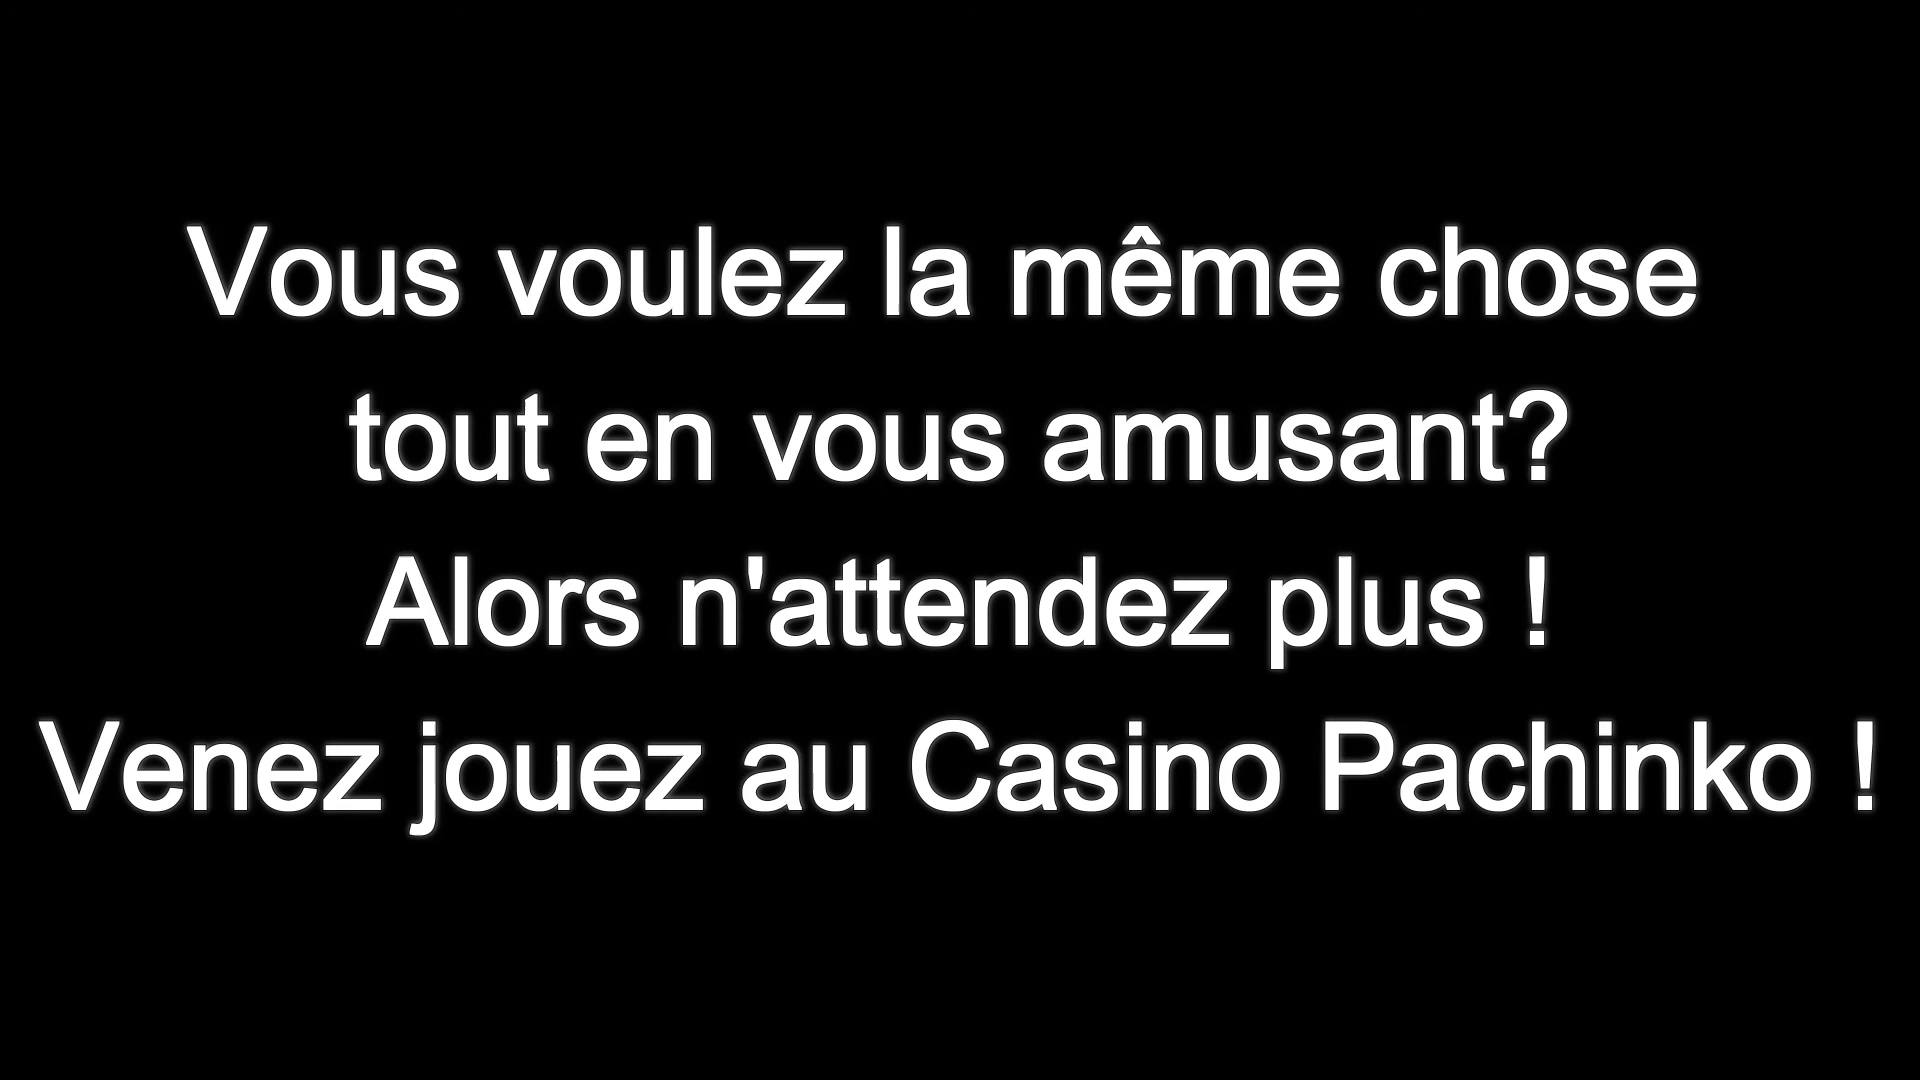 Vous voulez la même chose
tout en vous amusant?
Alors n'attendez plus !
Venez jouez au Casino Pachinko !